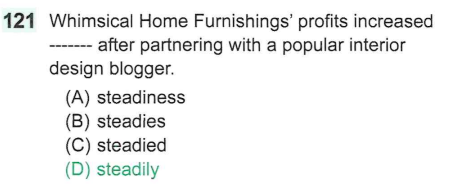 121 Whimsical Home Furnishings' profits increased
------- after partnering with a popular interior
design blogger.
(A) steadiness
(B) steadies
(C) steadied
(D) steadily